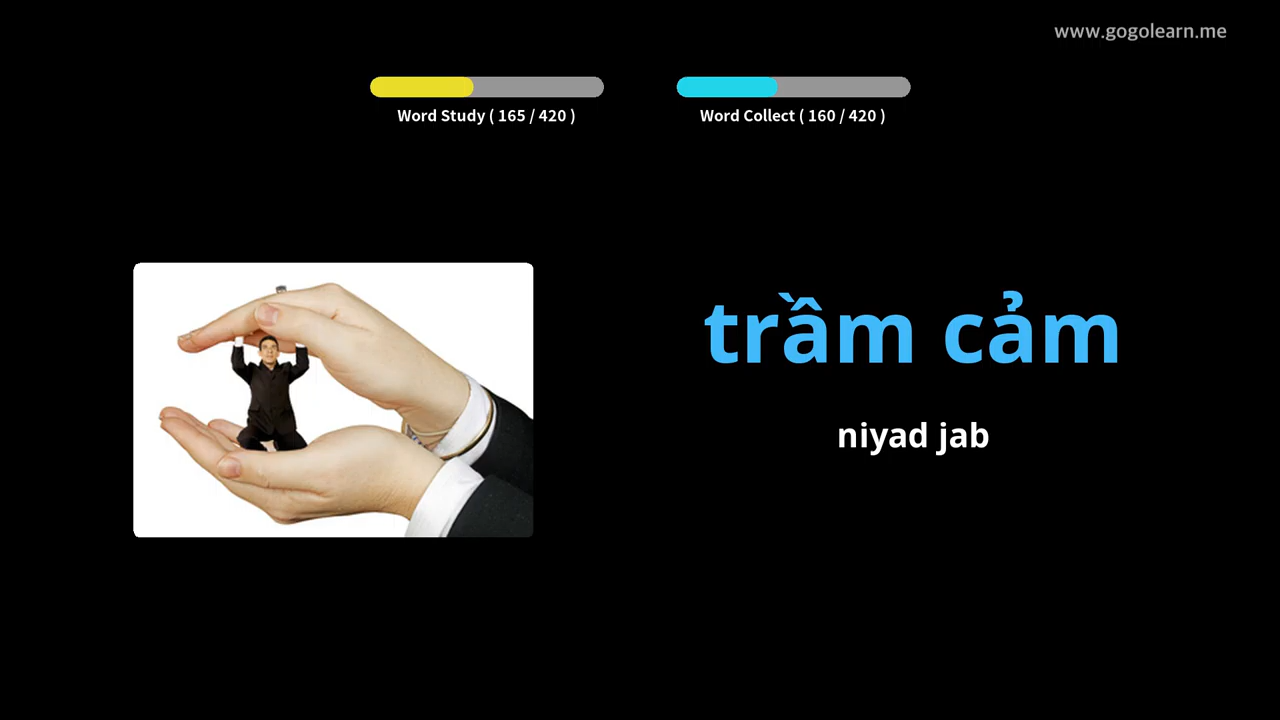 www.gogolearn.me
Word Study ( 165 / 420 )
Word Collect ( 160 / 420 )
trầm cảm
niyad jab